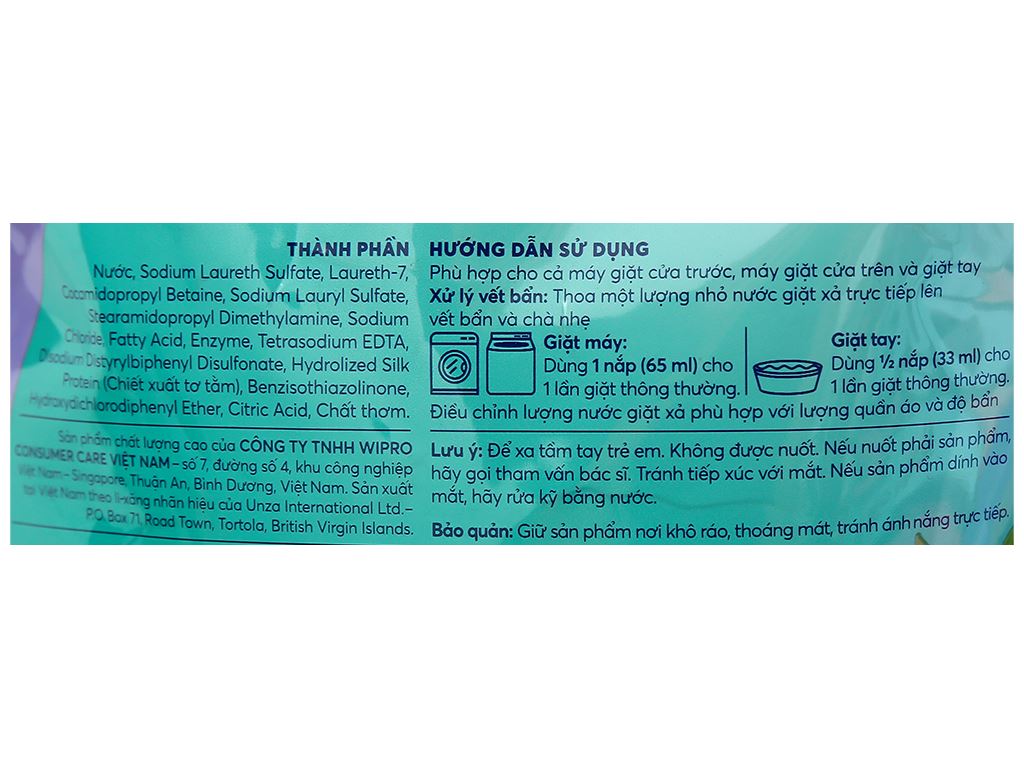 THÀNH PHẦN
Nước, Sodium Laureth Sulfate, Laureth-7,
Cocamidopropyl Betaine, Sodium Lauryl Sulfate,
Stearamidopropyl Dimethylamine, Sodium
Chloride, Fatty Acid, Enzyme, Tetrasodium EDTA,
Disodium Distyrylbiphenyl Disulfonate, Hydrolized Silk
Protein (Chiết xuất tơ tằm), Benzisothiazolinone,
Hydroxydichlorodiphenyl Ether, Citric Acid, Chất thơm.
Sản phẩm chất lượng cao của CÔNG TY TNHH WIPRO
CONSUMER CARE VIỆT NAM – số 7, đường số 4, khu công nghiệp
Việt Nam – Singapore, Thuận An, Bình Dương, Việt Nam. Sản xuất
tại Việt Nam theo li-xăng nhãn hiệu của Unza International Ltd. –
P.O. Box 71, Road Town, Tortola, British Virgin Islands.
HƯỚNG DẪN SỬ DỤNG
Phù hợp cho cả máy giặt cửa trước, máy giặt cửa trên và giặt tay
Xử lý vết bẩn: Thoa một lượng nhỏ nước giặt xả trực tiếp lên
vết bẩn và chà nhẹ
Giặt máy:
Dùng 1 nắp (65 ml) cho
1 lần giặt thông thường.
Giặt tay:
Dùng ½ nắp (33 ml) cho
1 lần giặt thông thường.
Điều chỉnh lượng nước giặt xả phù hợp với lượng quần áo và độ bẩn
Lưu ý: Để xa tầm tay trẻ em. Không được nuốt. Nếu nuốt phải sản phẩm,
hãy gọi tham vấn bác sĩ. Tránh tiếp xúc với mắt. Nếu sản phẩm dính vào
mắt, hãy rửa kỹ bằng nước.
Bảo quản: Giữ sản phẩm nơi khô ráo, thoáng mát, tránh ánh nắng trực tiếp.